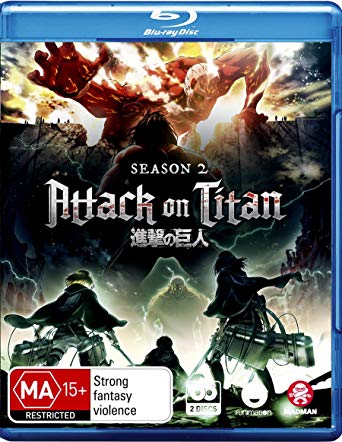 Blu-ray Disc
SEASON 2
Attack on Titan
進撃の巨人
MA 15+
RESTRICTED
Strong
fantasy
violence
2 DISCS
FUNIMATION
MADMAN